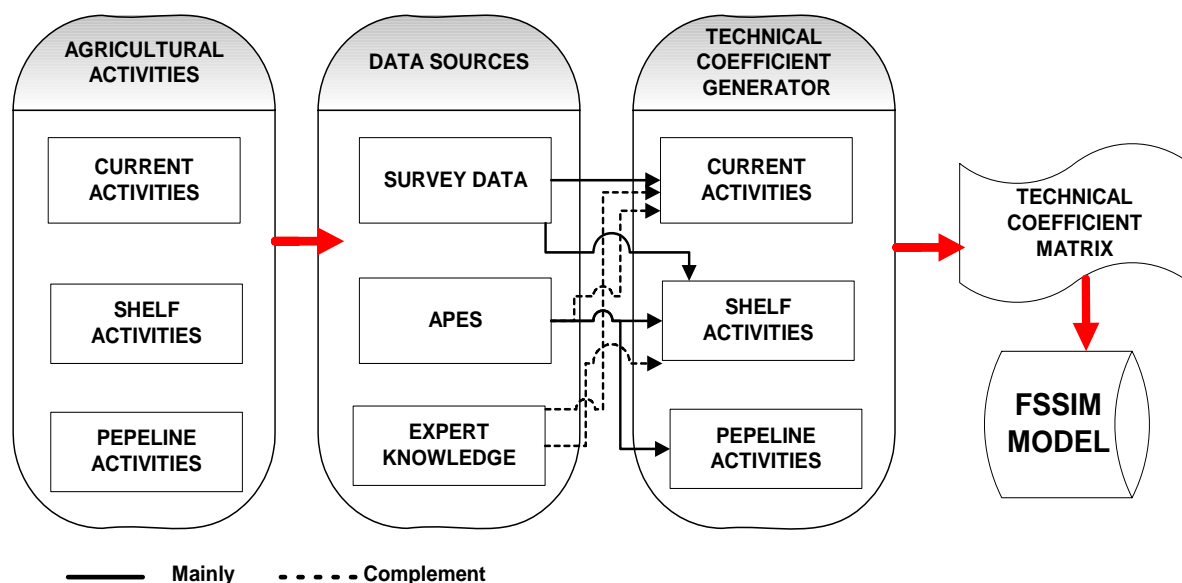 AGRICULTURAL
ACTIVITIES
CURRENT
ACTIVITIES
SHELF
ACTIVITIES
PEPELINE
ACTIVITIES
DATA SOURCES
SURVEY DATA
APES
EXPERT
KNOWLEDGE
TECHNICAL
COEFFICIENT
GENERATOR
CURRENT
ACTIVITIES
SHELF
ACTIVITIES
PEPELINE
ACTIVITIES
TECHNICAL
COEFFICIENT
MATRIX
FSSIM
MODEL
Mainly
Complement